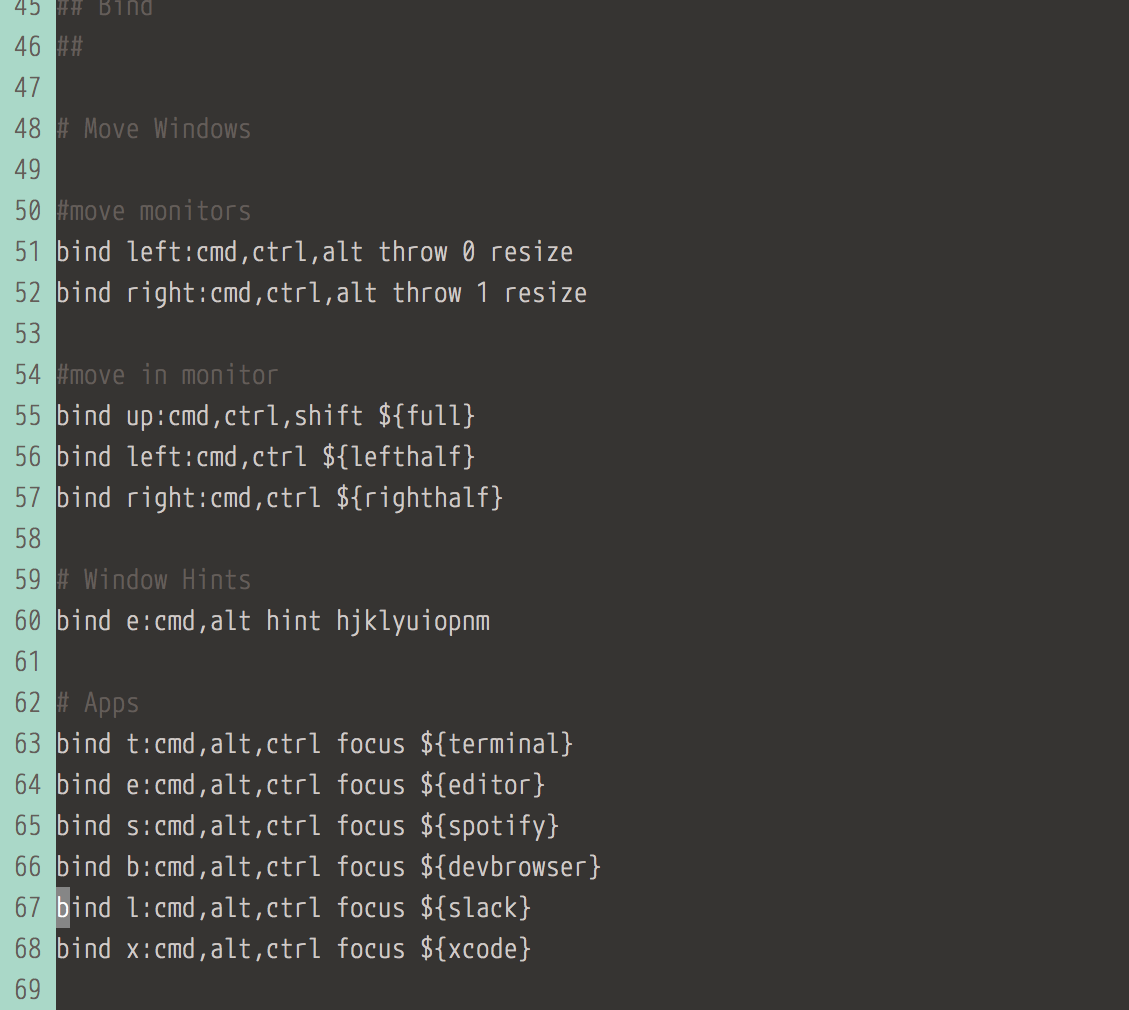 45 ## Bind
46 ##
47
48 # Move Windows
49
50 #move monitors
51 bind left:cmd,ctrl,alt throw 0 resize
52 bind right:cmd,ctrl,alt throw 1 resize
53
54 #move in monitor
55 bind up:cmd,ctrl,shift ${full}
56 bind left:cmd,ctrl ${lefthalf}
57 bind right:cmd,ctrl ${righthalf}
58
59 # Window Hints
60 bind e:cmd,alt hint hjklyuiopnm
61
62 # Apps
63 bind t:cmd,alt,ctrl focus ${terminal}
64 bind e:cmd,alt,ctrl focus ${editor}
65 bind s:cmd,alt,ctrl focus ${spotify}
66 bind b:cmd,alt,ctrl focus ${devbrowser}
67 bind l:cmd,alt,ctrl focus ${slack}
68 bind x:cmd,alt,ctrl focus ${xcode}
69